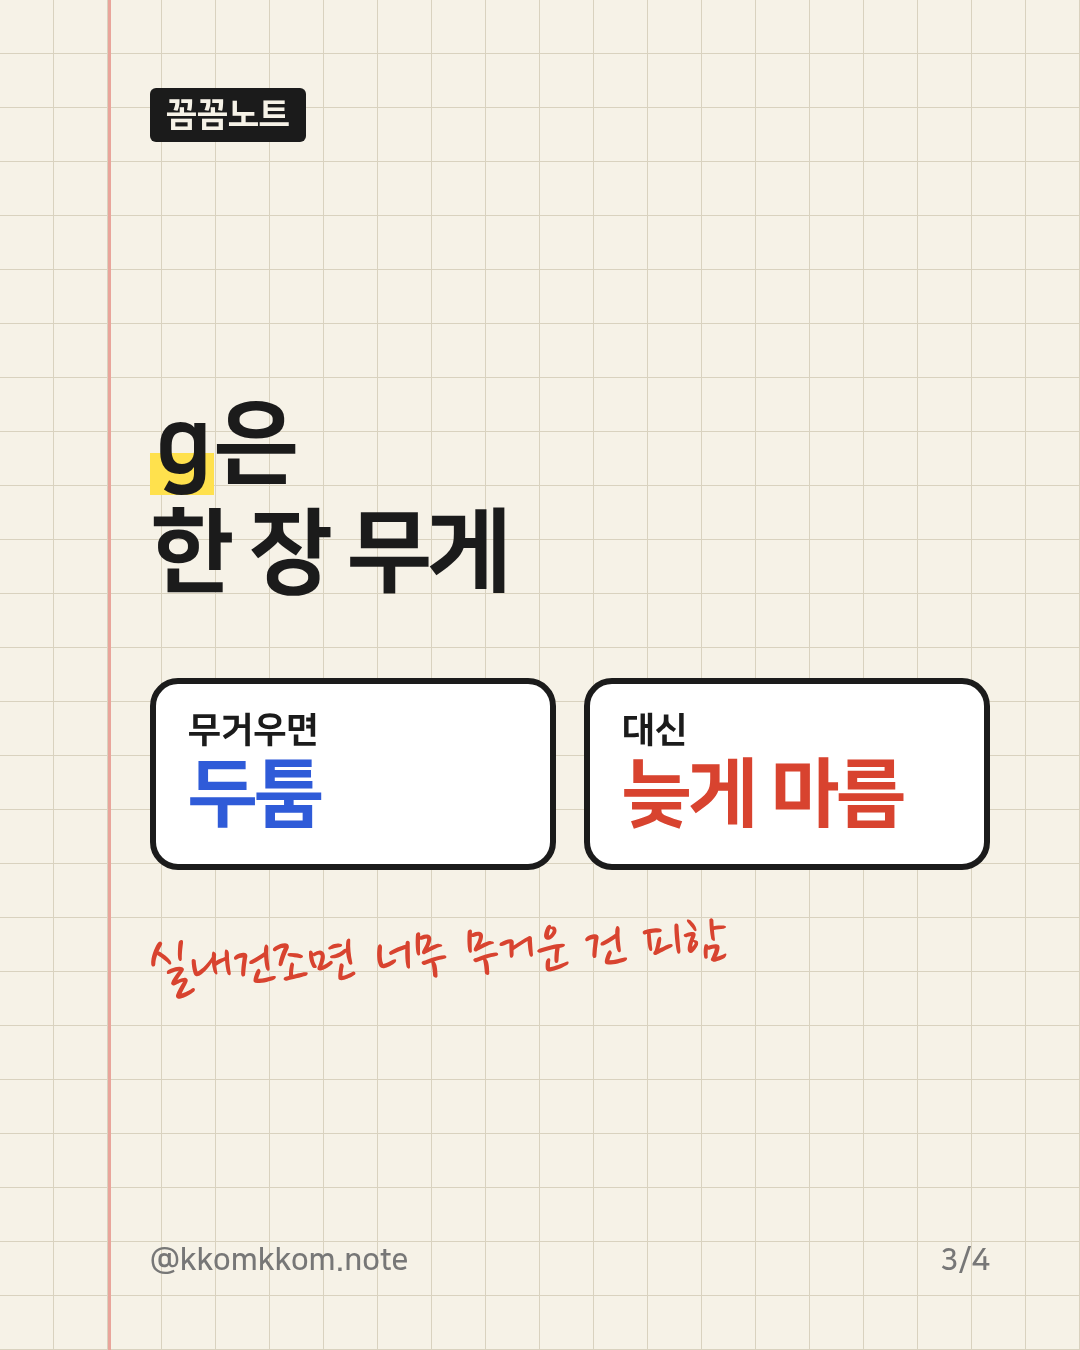 꼼꼼노트
g은
한 장 무게
무거우면
두툼
대신
늦게 마름
실내건조면 너무 무거운 건 피함
@kkomkkom.note
3/4